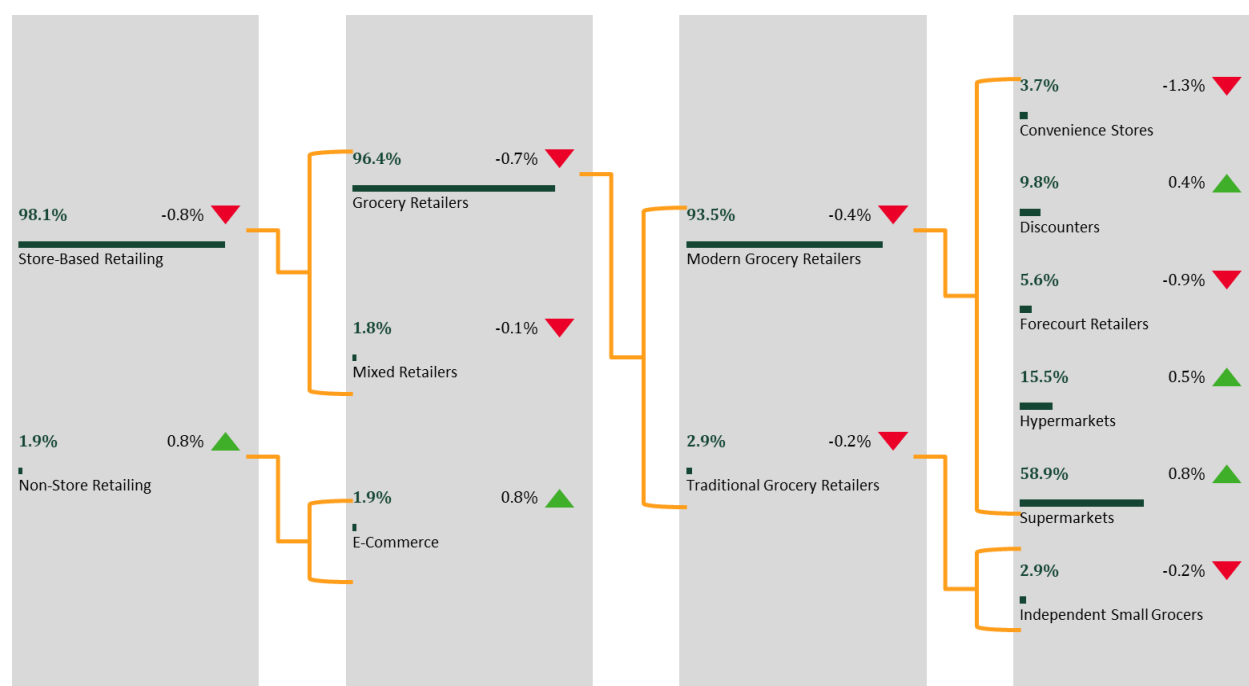 98.1% -0.8%
Store-Based Retailing
1.9% 0.8%
Non-Store Retailing
96.4% -0.7%
Grocery Retailers
1.8% -0.1%
Mixed Retailers
1.9% 0.8%
E-Commerce
93.5% -0.4%
Modern Grocery Retailers
2.9% -0.2%
Traditional Grocery Retailers
3.7% -1.3%
Convenience Stores
9.8% 0.4%
Discounters
5.6% -0.9%
Forecourt Retailers
15.5% 0.5%
Hypermarkets
58.9% 0.8%
Supermarkets
2.9% -0.2%
Independent Small Grocers